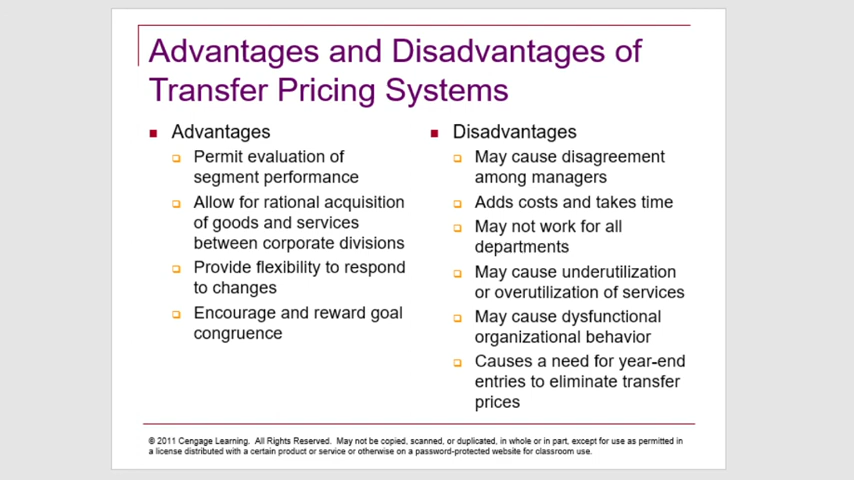 Advantages and Disadvantages of
Transfer Pricing Systems
Advantages
Permit evaluation of
segment performance
Allow for rational acquisition
of goods and services
between corporate divisions
Provide flexibility to respond
to changes
Encourage and reward goal
congruence
Disadvantages
May cause disagreement
among managers
Adds costs and takes time
May not work for all
departments
May cause underutilization
or overutilization of services
May cause dysfunctional
organizational behavior
Causes a need for year-end
entries to eliminate transfer
prices
© 2011 Cengage Learning. All Rights Reserved. May not be copied, scanned, or duplicated, in whole or in part, except for use as permitted in
a license distributed with a certain product or service or otherwise on a password-protected website for classroom use.